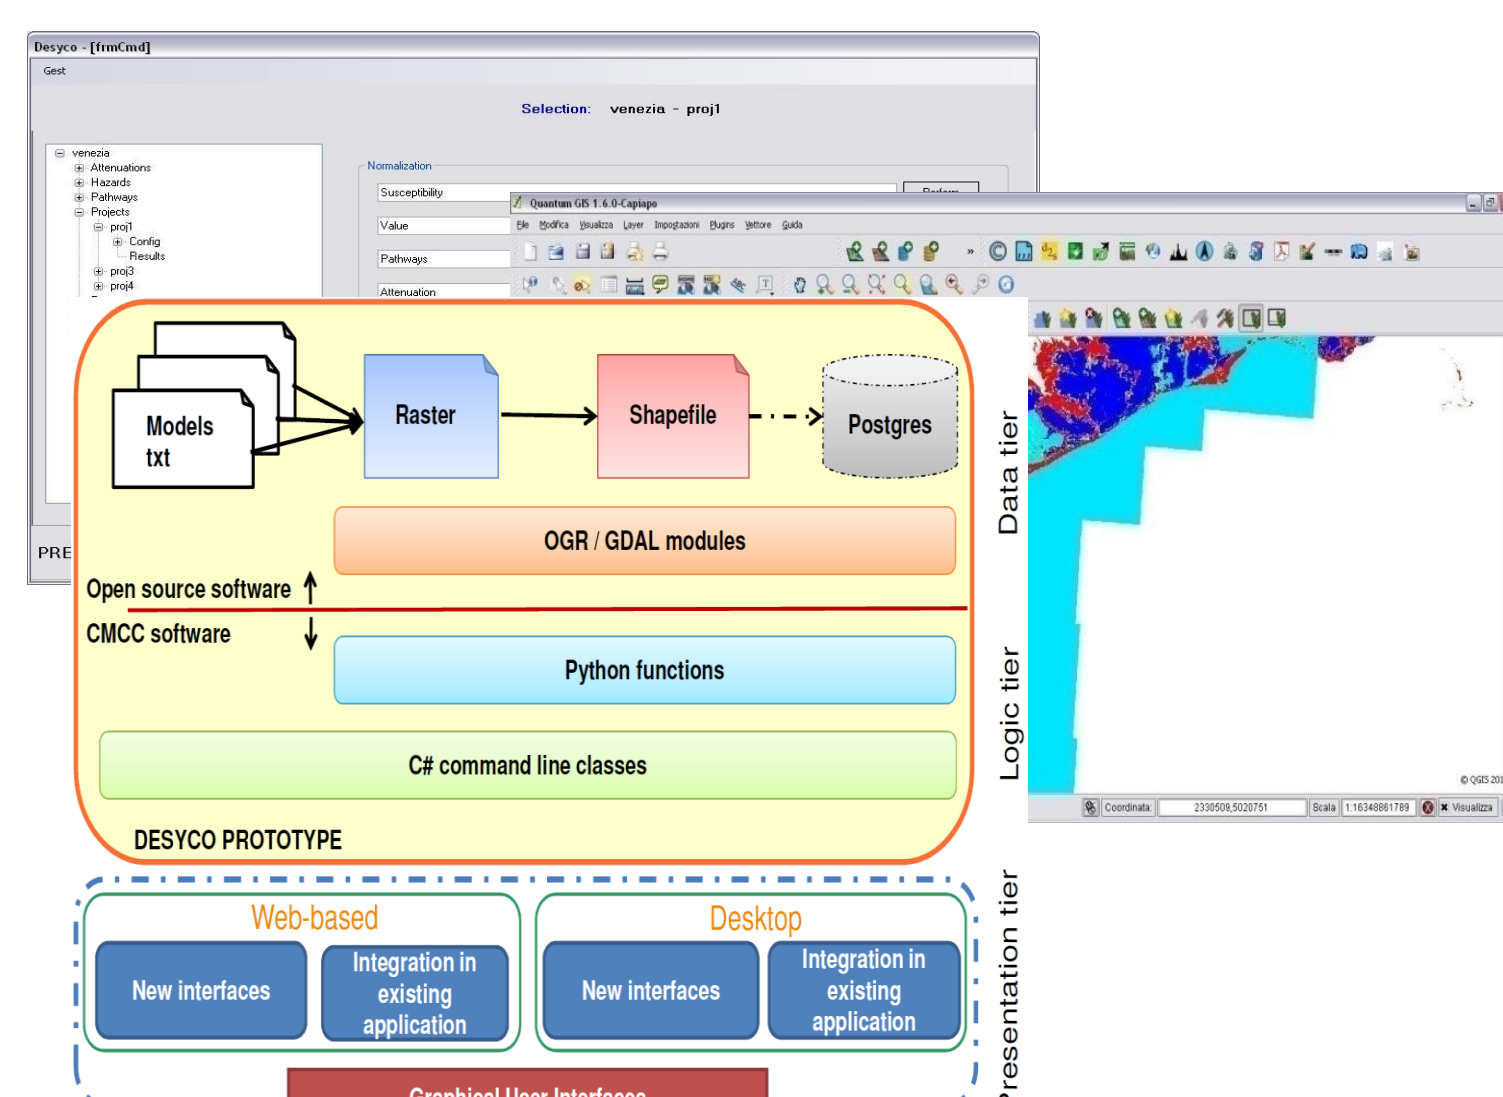 Desyco - [frmCmd]
Gest
Selection: venezia - proj1
venezia
Attenuations
Hazards
Pathways
Projects
proj1
Config
Results
proj3
proj4
Normalization
Susceptibility
Value
Pathways
Attenuation
PRE
Quantum GIS 1.6.0-Capiapo
File Modifica Visualizza Layer Impostazioni Plugins Vettore Guida
Models
txt
Raster
Shapefile
Postgres
OGR / GDAL modules
Open source software
CMCC software
Python functions
C# command line classes
DESYCO PROTOTYPE
Data tier
Logic tier
Presentation tier
© QGIS 201
Coordinata: 2330509,5020751 Scala 1:16348861789 Visualizza
Web-based
New interfaces
Integration in
existing
application
Desktop
New interfaces
Integration in
existing
application
Graphical User Interfaces